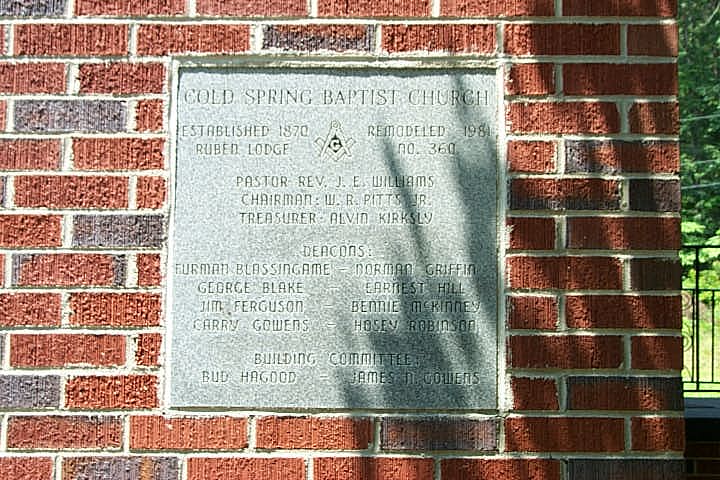 COLD SPRING BAPTIST CHURCH
ESTABLISHED 1870 G REMODELED 1981
RUBEN LODGE NO. 360
PASTOR REV. J. E. WILLIAMS
CHAIRMAN: W. R. PITTS JR.
TREASURER- ALVIN KIRKSLY
DEACONS:
FURMAN BLASSINGAME - NORMAN GRIFFIN
GEORGE BLAKE - EARNEST HILL
JIM FERGUSON - BENNIE MCKINNEY
CARRY GOWENS - HOSEY ROBINSON
BUILDING COMMITTEE:
BUD HAGOOD - JAMES N. GOWENS